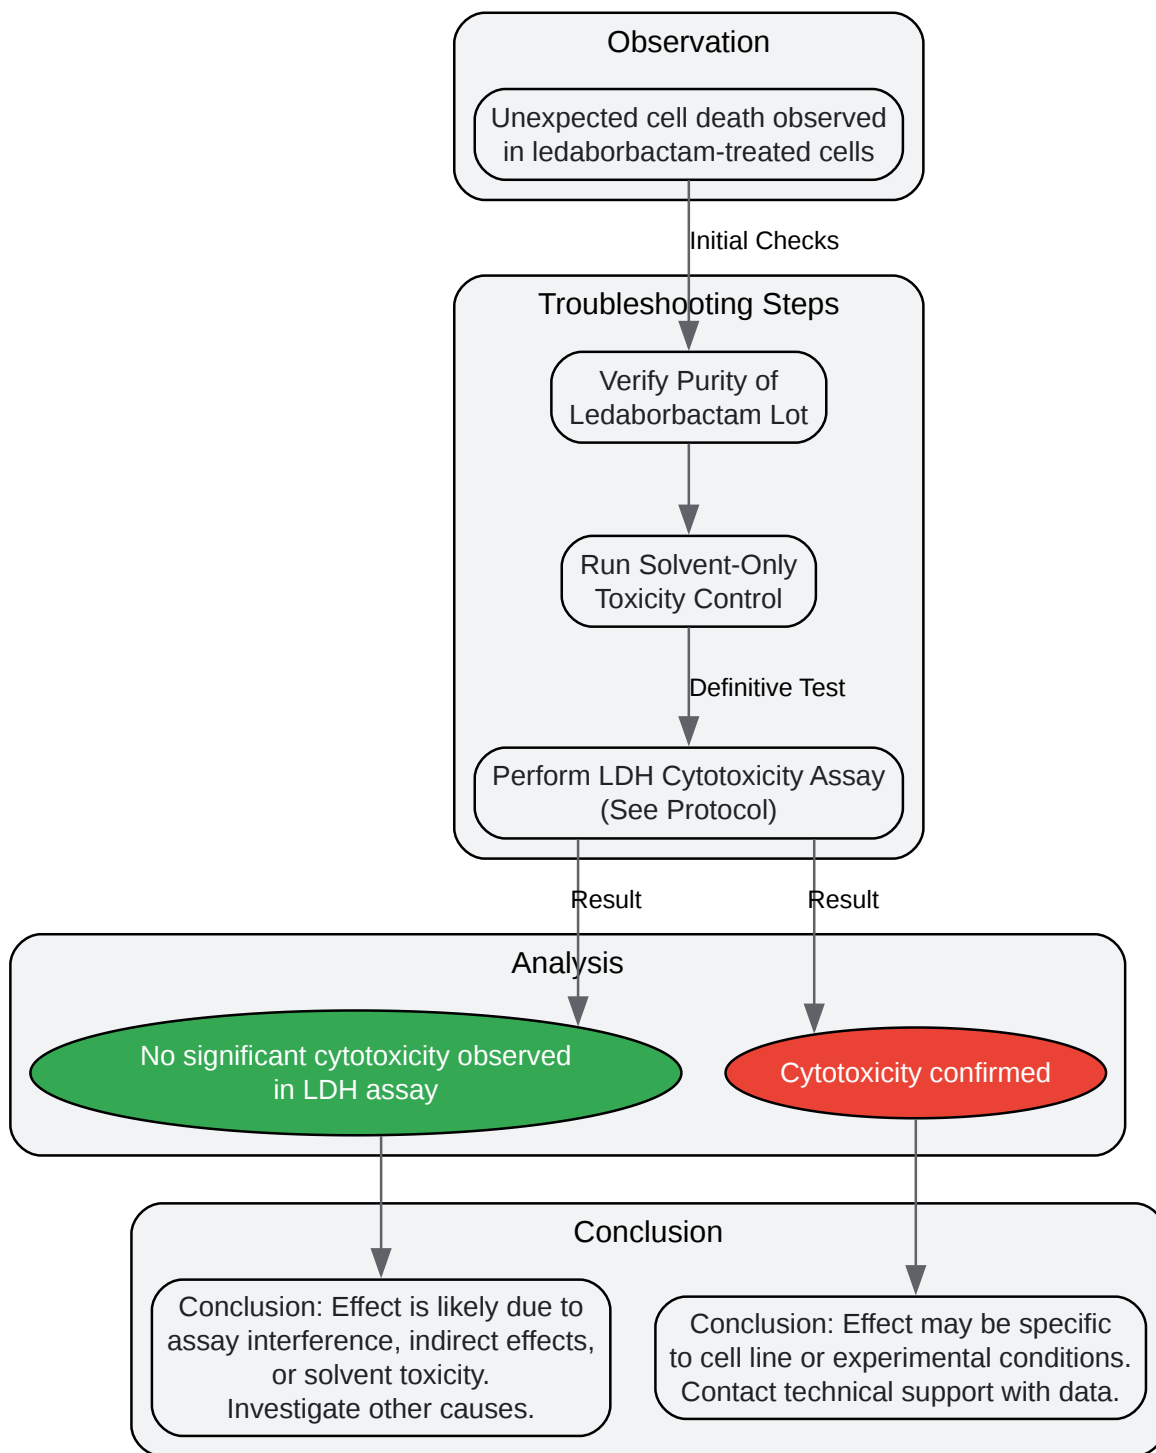 Observation
Unexpected cell death observed
in ledaborbactam-treated cells
Initial Checks
Troubleshooting Steps
Verify Purity of
Ledaborbactam Lot
Run Solvent-Only
Toxicity Control
Definitive Test
Perform LDH Cytotoxicity Assay
(See Protocol)
Result
Result
Analysis
No significant cytotoxicity observed
in LDH assay
Cytotoxicity confirmed
Conclusion
Conclusion: Effect is likely due to
assay interference, indirect effects,
or solvent toxicity.
Investigate other causes.
Conclusion: Effect may be specific
to cell line or experimental conditions.
Contact technical support with data.